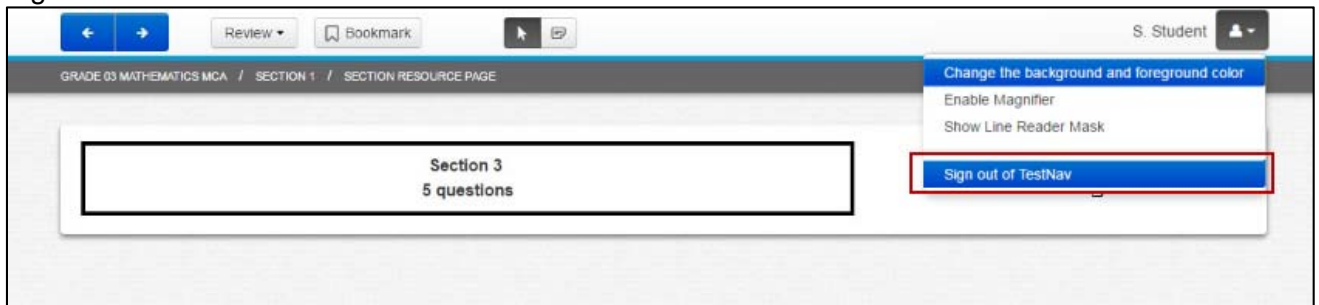 Review
Bookmark
S. Student
GRADE 03 MATHEMATICS MCA / SECTION 1 / SECTION RESOURCE PAGE
Change the background and foreground color
Enable Magnifier
Show Line Reader Mask
Sign out of TestNav
Section 3
5 questions